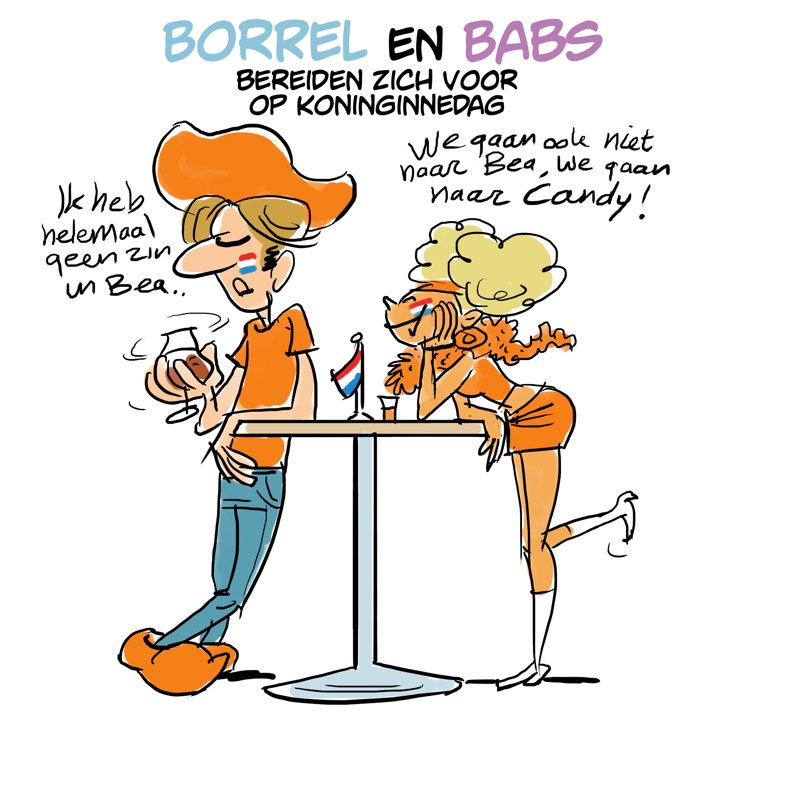 BORREL EN BABS
BEREIDEN ZICH VOOR
OP KONINGINNEDAG
Ik heb
helemaal
geen zin
in Bea..
We gaan ook niet
naar Bea, we gaan
naar Candy!